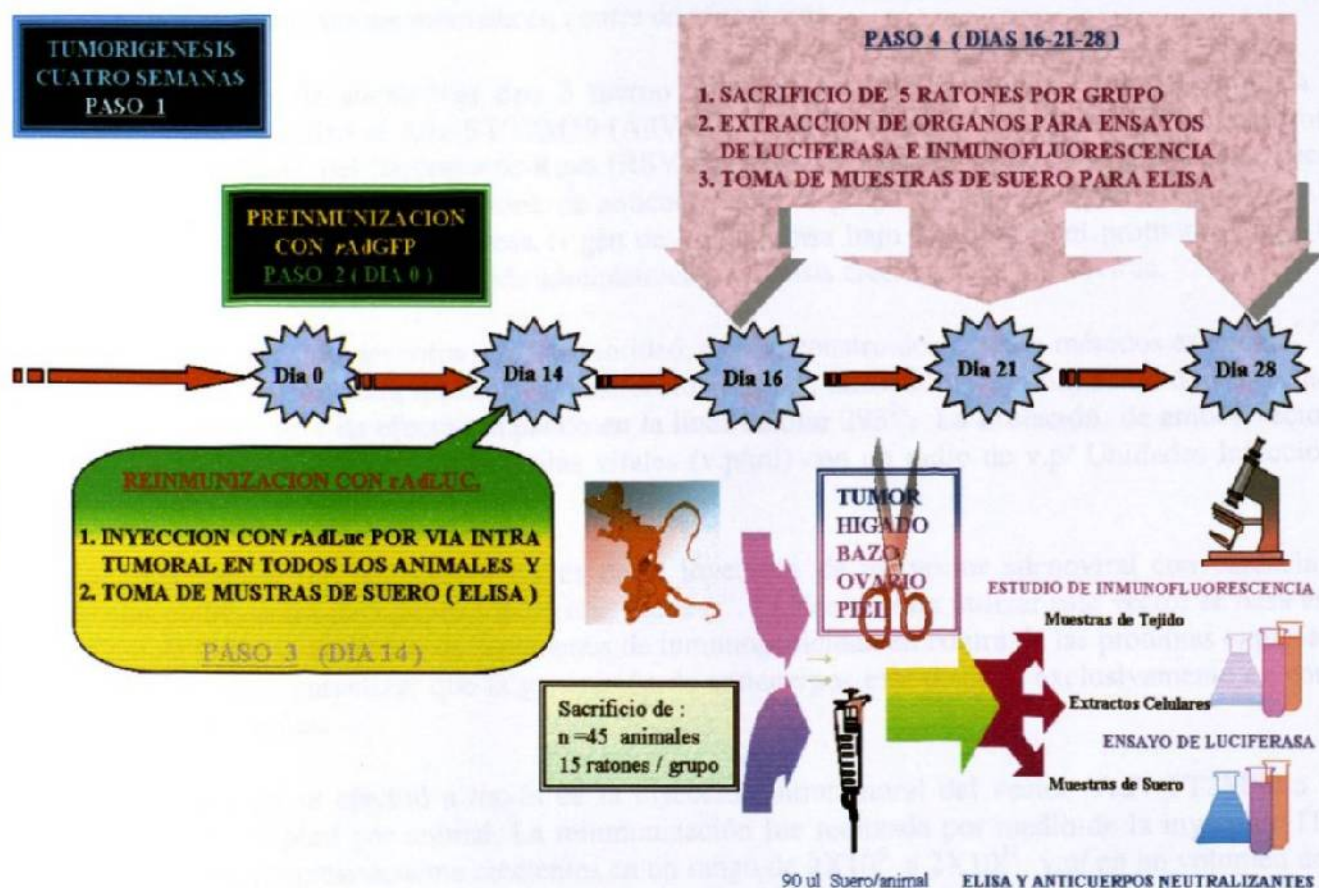 TUMORIGENESIS
CUATRO SEMANAS
PASO 1
PREINMUNIZACION
CON rAdGFP
PASO 2 ( DIA 0 )
PASO 4 ( DIAS 16-21-28 )
1. SACRIFICIO DE 5 RATONES POR GRUPO
2. EXTRACCION DE ORGANOS PARA ENSAYOS
DE LUCIFERASA E INMUNOFLUORESCENCIA
3. TOMA DE MUESTRAS DE SUERO PARA ELISA
Dia 0
Dia 14
Dia 16
Dia 21
Dia 28
REINMUNIZACION CON rAdLUC.
1. INYECCION CON rAdLuc POR VIA INTRA
TUMORAL EN TODOS LOS ANIMALES Y
2. TOMA DE MUSTRAS DE SUERO ( ELISA )
PASO 3 (DIA 14 )
TUMOR
HIGADO
BAZO
OVARIO
PIEL
Sacrificio de :
n =45 animales
15 ratones / grupo
ESTUDIO DE INMUNOFLUORESCENCIA
Muestras de Tejido
Extractos Celulares
ENSAYO DE LUCIFERASA
Muestras de Suero
90 ul Suero/animal
ELISA Y ANTICUERPOS NEUTRALIZANTES